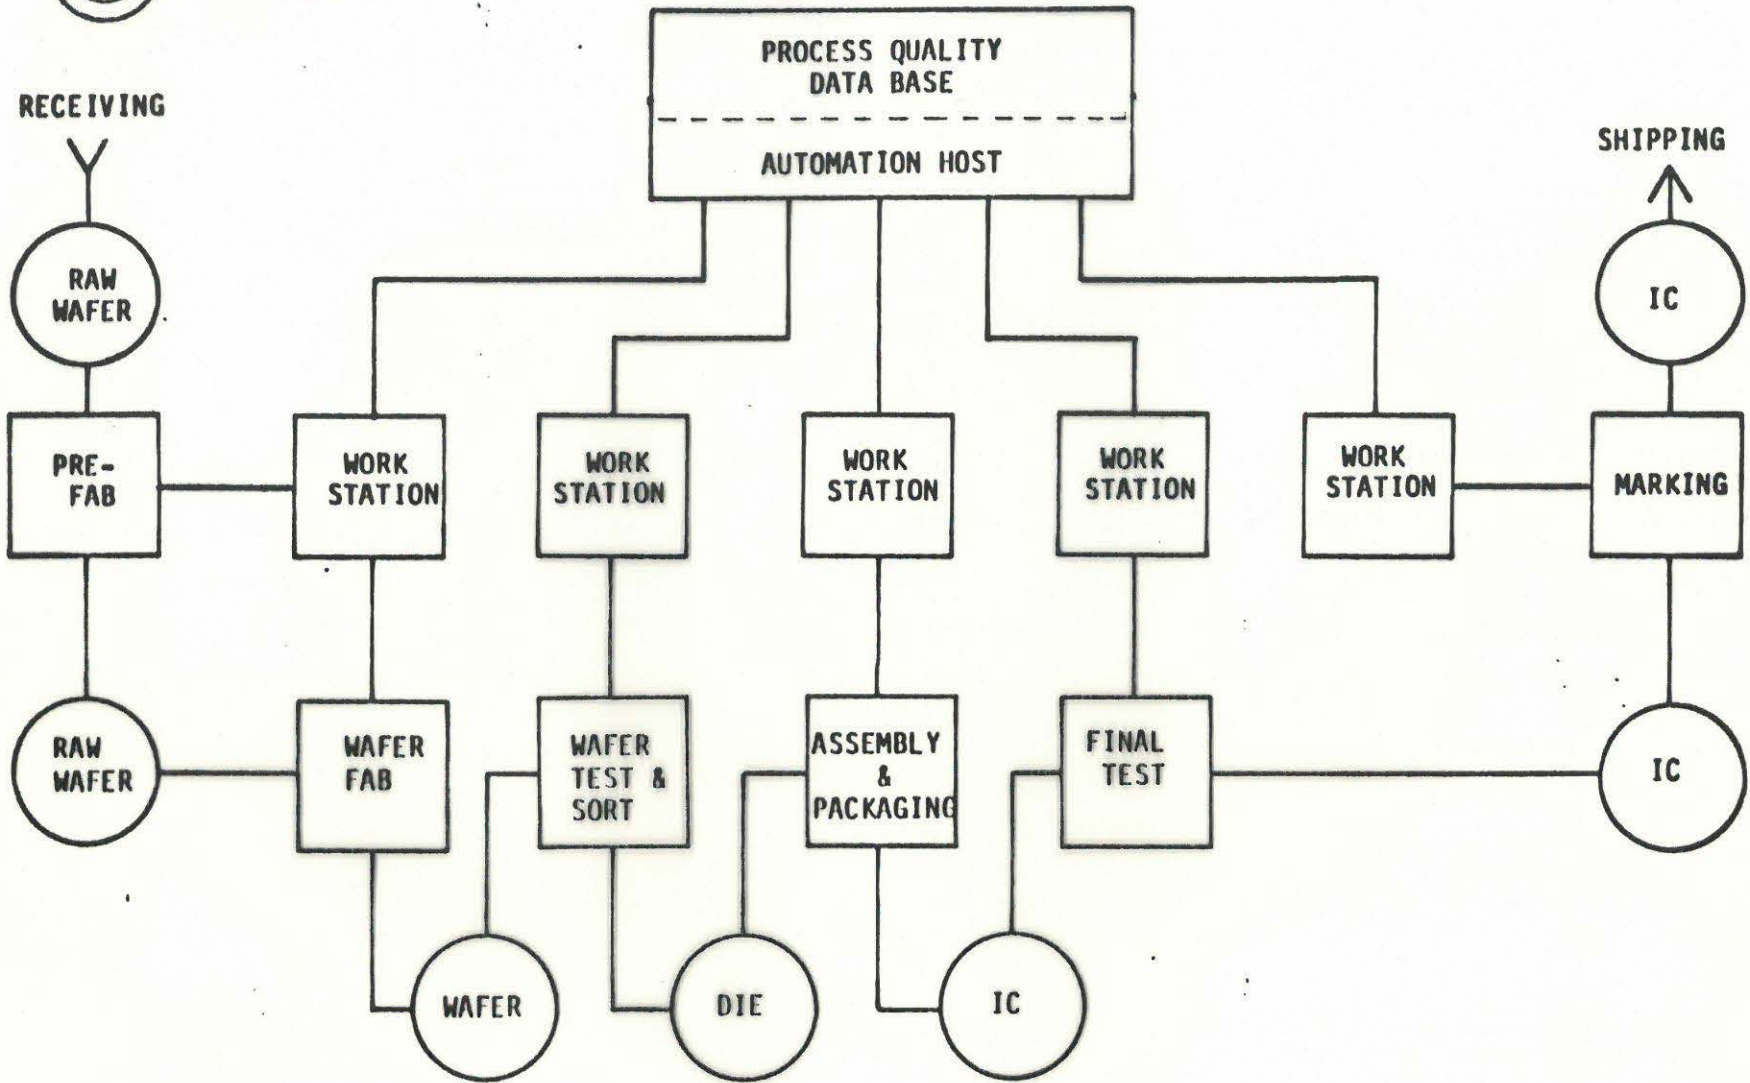 PROCESS QUALITY
DATA BASE
AUTOMATION HOST
RECEIVING
SHIPPING
RAW
WAFER
IC
PRE-
FAB
WORK
STATION
WORK
STATION
WORK
STATION
WORK
STATION
WORK
STATION
MARKING
RAW
WAFER
WAFER
FAB
WAFER
TEST &
SORT
ASSEMBLY
&
PACKAGING
FINAL
TEST
IC
WAFER
DIE
IC